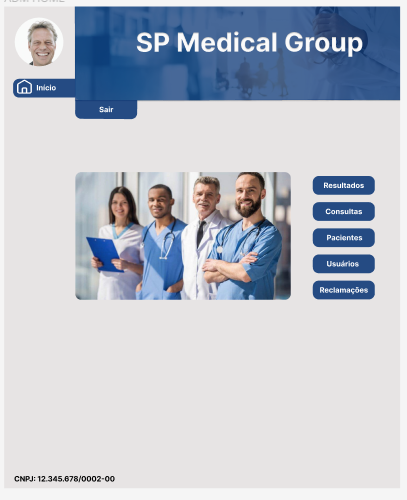 SP Medical Group
Início
Sair
Resultados
Consultas
Pacientes
Usuários
Reclamações
CNPJ: 12.345.678/0002-00